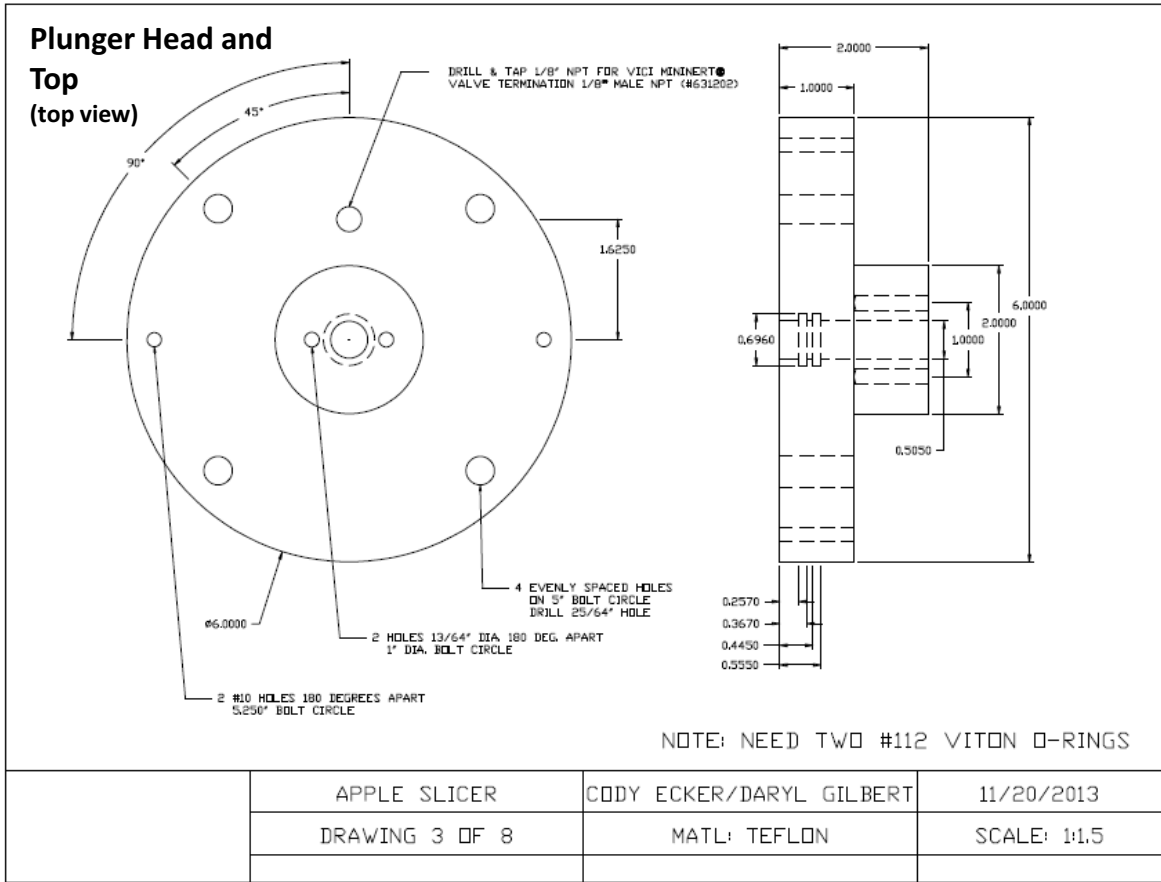 Plunger Head and
Top
(top view)
DRILL & TAP 1/8" NPT FOR VICI MININERT®
VALVE TERMINATION 1/8" MALE NPT (#631202)
45°
90°
1.6250
2.0000
1.0000
6.0000
2.0000
1.0000
0.6960
0.5050
0.2570
0.3670
0.4450
0.5550
4 EVENLY SPACED HOLES
ON 5" BOLT CIRCLE
DRILL 25/64" HOLE
ø6.0000
2 HOLES 13/64" DIA 180 DEG. APART
1" DIA. BOLT CIRCLE
2 #10 HOLES 180 DEGREES APART
5.250" BOLT CIRCLE
NOTE: NEED TWO #112 VITON O-RINGS
APPLE SLICER
CODY ECKER/DARYL GILBERT
11/20/2013
DRAWING 3 OF 8
MATL: TEFLON
SCALE: 1:1.5